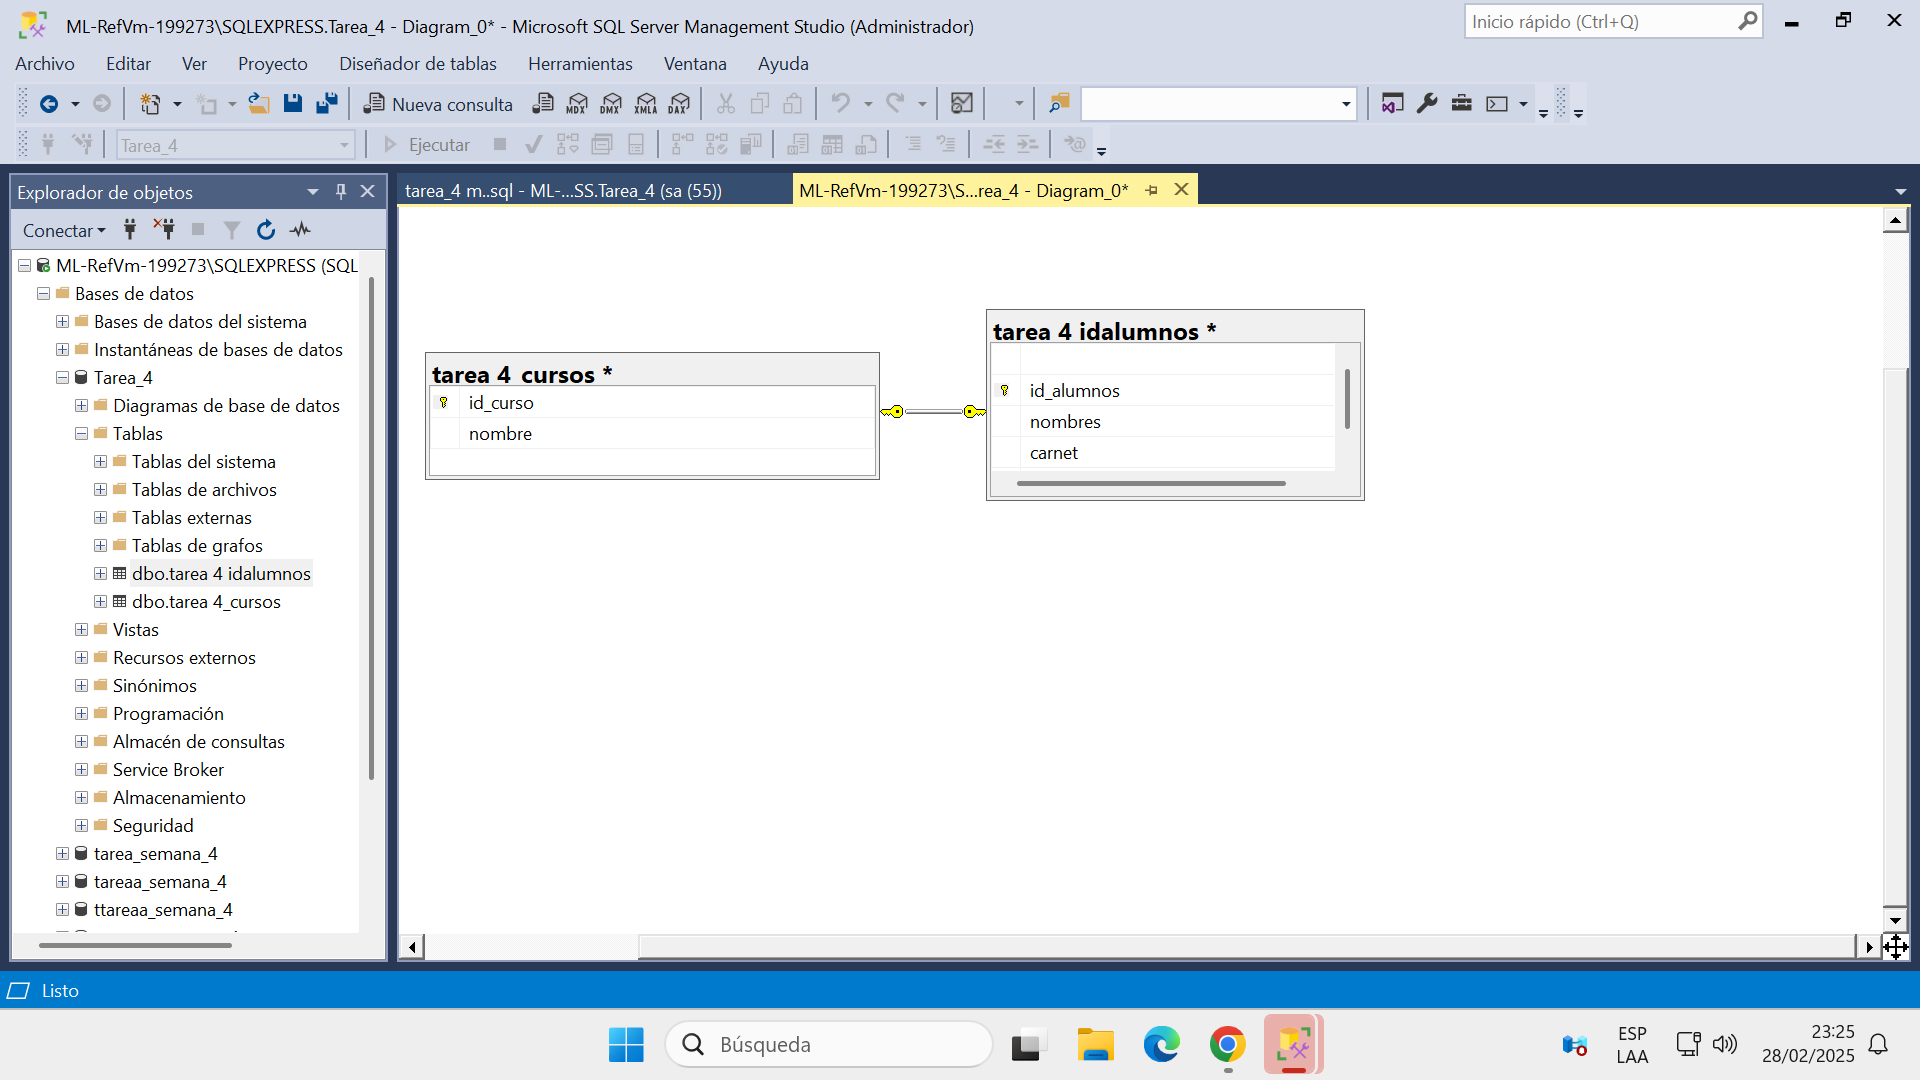 ML-RefVm-199273\SQLEXPRESS.Tarea_4 - Diagram_0* - Microsoft SQL Server Management Studio (Administrador)
Inicio rápido (Ctrl+Q)
Archivo Editar Ver Proyecto Diseñador de tablas Herramientas Ventana Ayuda
Nueva consulta MDX DMX XMLA DAX
Tarea_4 Ejecutar
Explorador de objetos
tarea_4 m..sql - ML-...SS.Tarea_4 (sa (55))
ML-RefVm-199273\S...rea_4 - Diagram_0*
Conectar
ML-RefVm-199273\SQLEXPRESS (SQL
Bases de datos
Bases de datos del sistema
Instantáneas de bases de datos
Tarea_4
Diagramas de base de datos
Tablas
Tablas del sistema
Tablas de archivos
Tablas externas
Tablas de grafos
dbo.tarea 4 idalumnos
dbo.tarea 4_cursos
Vistas
Recursos externos
Sinónimos
Programación
Almacén de consultas
Service Broker
Almacenamiento
Seguridad
tarea_semana_4
tareaa_semana_4
ttareaa_semana_4
tarea 4_cursos *
id_curso
nombre
tarea 4 idalumnos *
id_alumnos
nombres
carnet
Listo
Búsqueda
ESP
LAA
23:25
28/02/2025